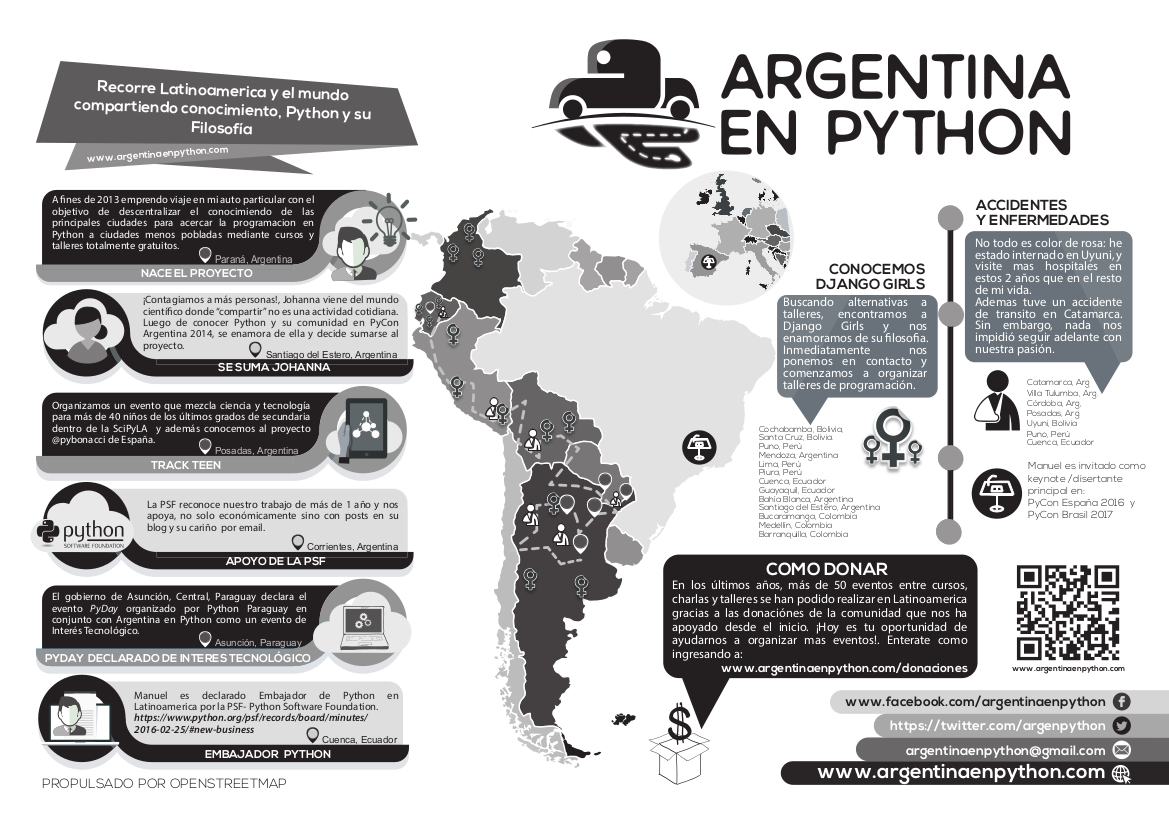 Recorre Latinoamerica y el mundo
compartiendo conocimiento, Python y su
Filosofía
www.argentinaenpython.com
A fines de 2013 emprendo viaje en mi auto particular con el
objetivo de descentralizar el conocimiendo de las
principales ciudades para acercar la programacion en
Python a ciudades menos pobladas mediante cursos y
talleres totalmente gratuitos.
Paraná, Argentina
NACE EL PROYECTO
¡Contagiamos a más personas!, Johanna viene del mundo
científico donde "compartir" no es una actividad cotidiana.
Luego de conocer Python y su comunidad en PyCon
Argentina 2014, se enamora de ella y decide sumarse al
proyecto.
Santiago del Estero, Argentina
SE SUMA JOHANNA
Organizamos un evento que mezcla ciencia y tecnología
para más de 40 niños de los últimos grados de secundaria
dentro de la SciPyLA y además conocemos al proyecto
@pybonacci de España.
Posadas, Argentina
TRACK TEEN
python
SOFTWARE FOUNDATION
La PSF reconoce nuestro trabajo de más de 1 año y nos
apoya, no solo económicamente sino con posts en su
blog y su cariño por email.
Corrientes, Argentina
APOYO DE LA PSF
El gobierno de Asunción, Central, Paraguay declara el
evento PyDay organizado por Python Paraguay en
conjunto con Argentina en Python como un evento de
Interés Tecnológico.
Asunción, Paraguay
PYDAY DECLARADO DE INTERES TECNOLÓGICO
Manuel es declarado Embajador de Python en
Latinoamerica por la PSF- Python Software Foundation.
https://www.python.org/psf/records/board/minutes/
2016-02-25/#new-business
Cuenca, Ecuador
EMBAJADOR PYTHON
PROPULSADO POR OPENSTREETMAP
ARGENTINA
EN PYTHON
CONOCEMOS
DJANGO GIRLS
Buscando alternativas a
talleres, encontramos a
Django Girls y nos
enamoramos de su filosofia.
Inmediatamente nos
ponemos en contacto y
comenzamos a organizar
talleres de programación.
Cochabamba, Bolivia,
Santa Cruz, Bolivia
Puno, Perú
Mendoza, Argentina
Lima, Perú
Piura, Perú
Cuenca, Ecuador
Guayaquil, Ecuador
Bahía Blanca, Argentina
Santiago del Estero, Argentina
Bucaramanga, Colombia
Medellin, Colombia
Barranquilla, Colombia
ACCIDENTES
Y ENFERMEDADES
No todo es color de rosa: he
estado internado en Uyuni, y
visite mas hospitales en
estos 2 años que en el resto
de mi vida.
Ademas tuve un accidente
de transito en Catamarca.
Sin embargo, nada nos
impidió seguir adelante con
nuestra pasión.
Catamarca, Arg
Villa Tulumba, Arg
Córdoba, Arg,
Posadas, Arg
Uyuni, Bolivia
Puno, Perú
Cuenca, Ecuador
Manuel es invitado como
keynote /disertante
principal en:
PyCon España 2016 y
PyCon Brasil 2017
COMO DONAR
En los últimos años, más de 50 eventos entre cursos,
charlas y talleres se han podido realizar en Latinoamerica
gracias a las donaciónes de la comunidad que nos ha
apoyado desde el inicio. ¡Hoy es tu oportunidad de
ayudarnos a organizar mas eventos!. Enterate como
ingresando a:
www.argentinaenpython.com/donaciones
$
www.argentinaenpython.com
www.facebook.com/argentinaenpython
https://twitter.com/argenpython
argentinaenpython@gmail.com
www.argentinaenpython.com